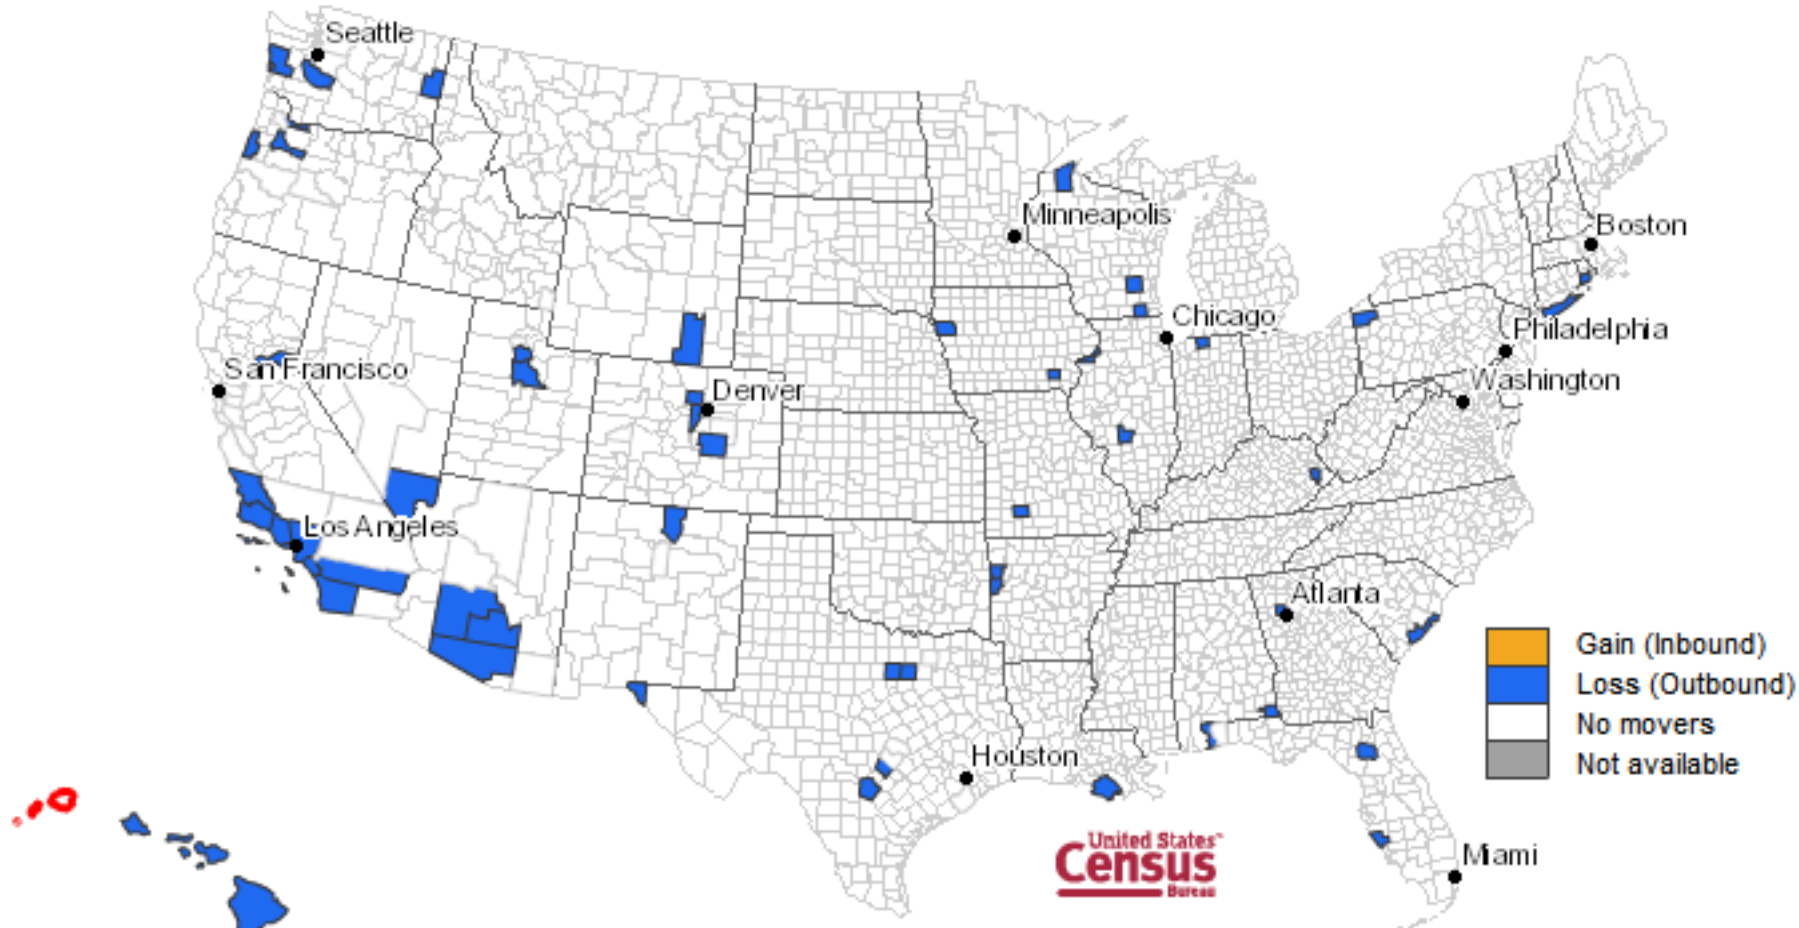 Seattle
Minneapolis
Boston
Chicago
Philadelphia
San Francisco
Denver
Washington
Los Angeles
Atlanta
Gain (Inbound)
Loss (Outbound)
No movers
Not available
Houston
United States™
Census
Bureau
Miami